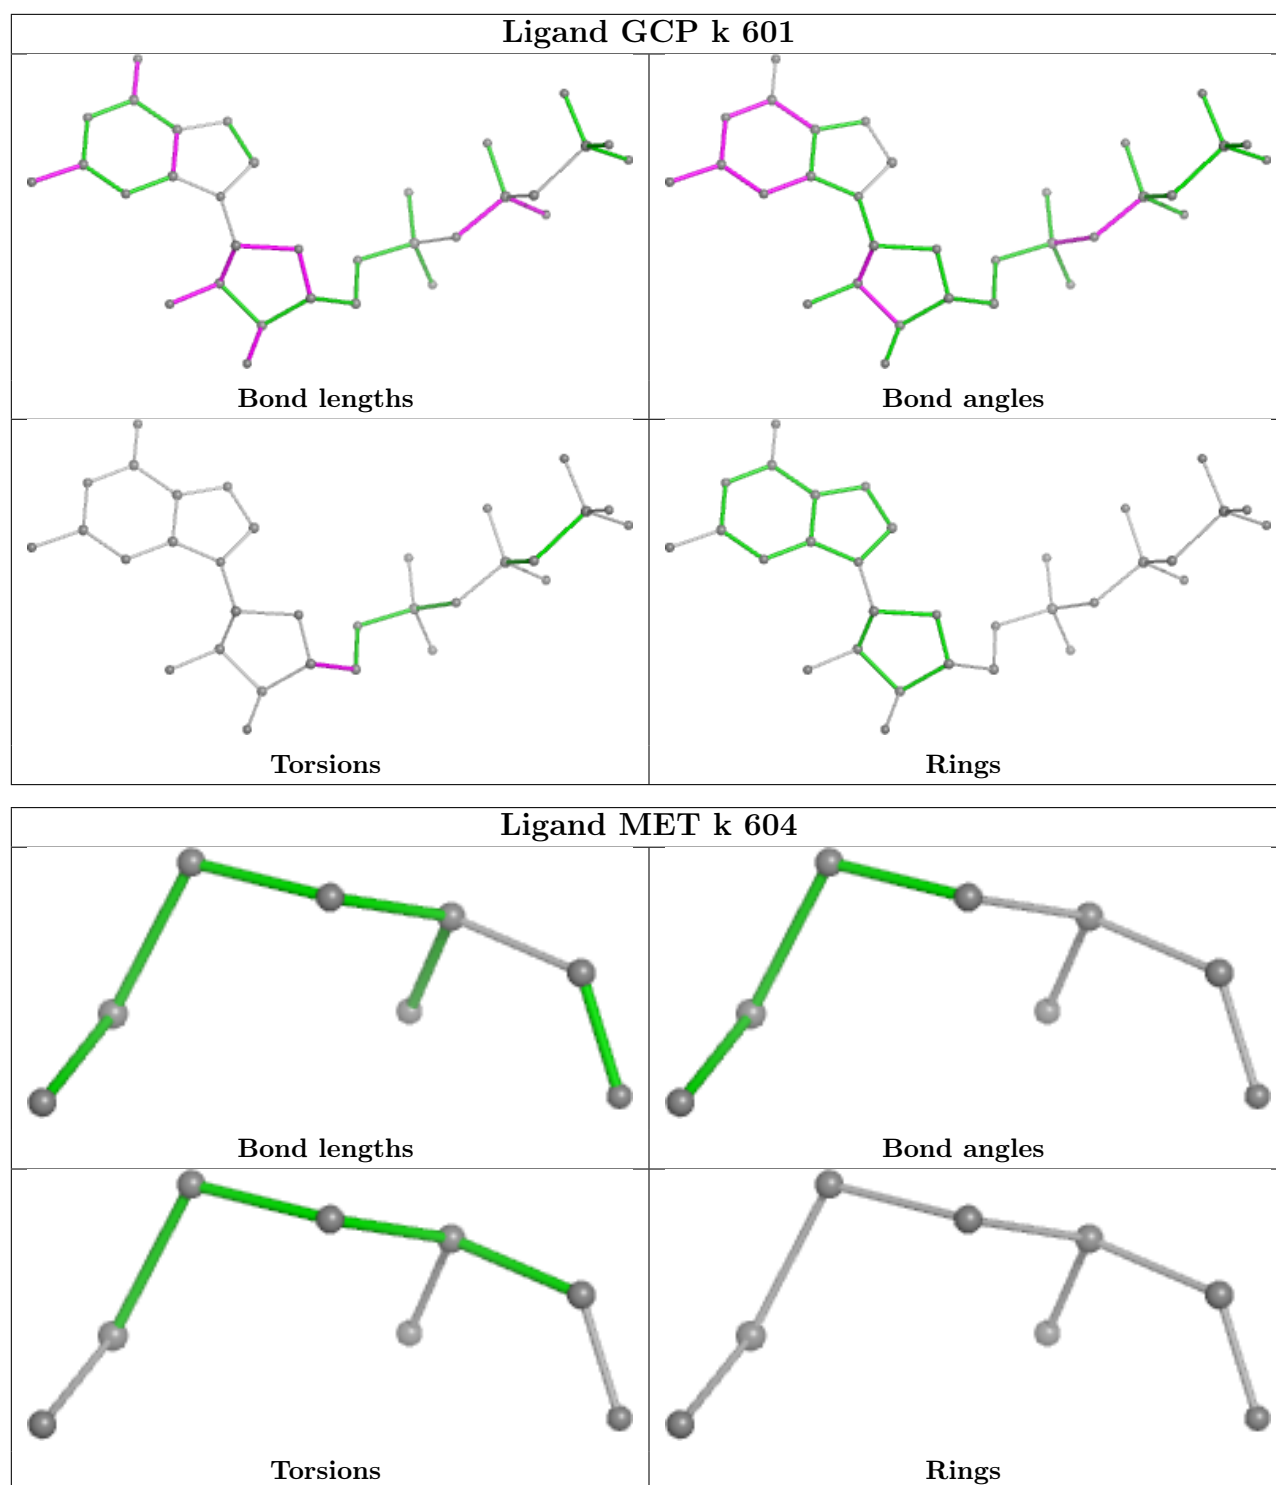 Ligand GCP k 601
Bond lengths
Bond angles
Torsions
Rings
Ligand MET k 604
Bond lengths
Bond angles
Torsions
Rings